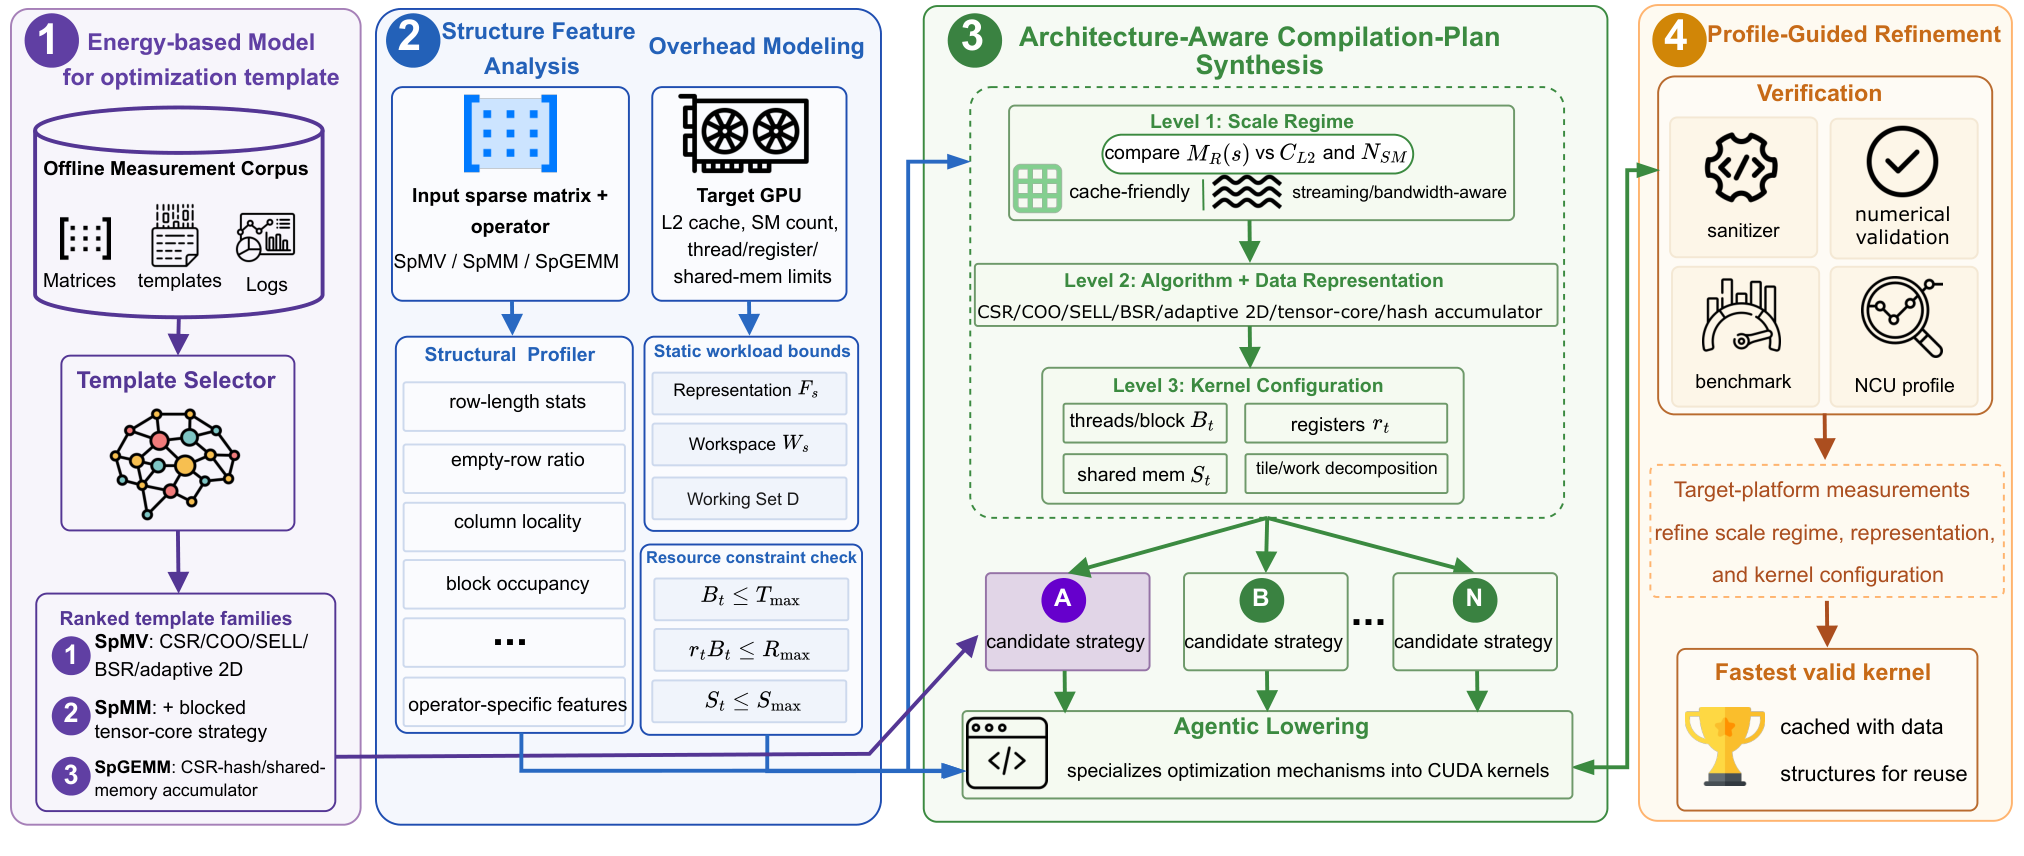 1
Energy-based Model
for optimization template
Offline Measurement Corpus
Matrices
templates
Logs
Template Selector
Ranked template families
1
SpMV: CSR/COO/SELL/
BSR/adaptive 2D
2
SpMM: + blocked
tensor-core strategy
3
SpGEMM: CSR-hash/shared-
memory accumulator
2
Structure Feature
Analysis
Overhead Modeling
Input sparse matrix +
operator
SpMV / SpMM / SpGEMM
Target GPU
L2 cache, SM count,
thread/register/
shared-mem limits
Structural Profiler
row-length stats
empty-row ratio
column locality
block occupancy
...
operator-specific features
Static workload bounds
Representation F_s
Workspace W_s
Working Set D
Resource constraint check
B_t ≤ T_max
r_t B_t ≤ R_max
S_t ≤ S_max
3
Architecture-Aware Compilation-Plan
Synthesis
Level 1: Scale Regime
compare M_R(s) vs C_L2 and N_SM
cache-friendly
streaming/bandwidth-aware
Level 2: Algorithm + Data Representation
CSR/COO/SELL/BSR/adaptive 2D/tensor-core/hash accumulator
Level 3: Kernel Configuration
threads/block B_t
registers r_t
shared mem S_t
tile/work decomposition
A
candidate strategy
B
candidate strategy
...
N
candidate strategy
Agentic Lowering
</>
specializes optimization mechanisms into CUDA kernels
4
Profile-Guided Refinement
Verification
</>
sanitizer
numerical
validation
benchmark
NCU profile
Target-platform measurements
refine scale regime, representation,
and kernel configuration
Fastest valid kernel
cached with data
structures for reuse